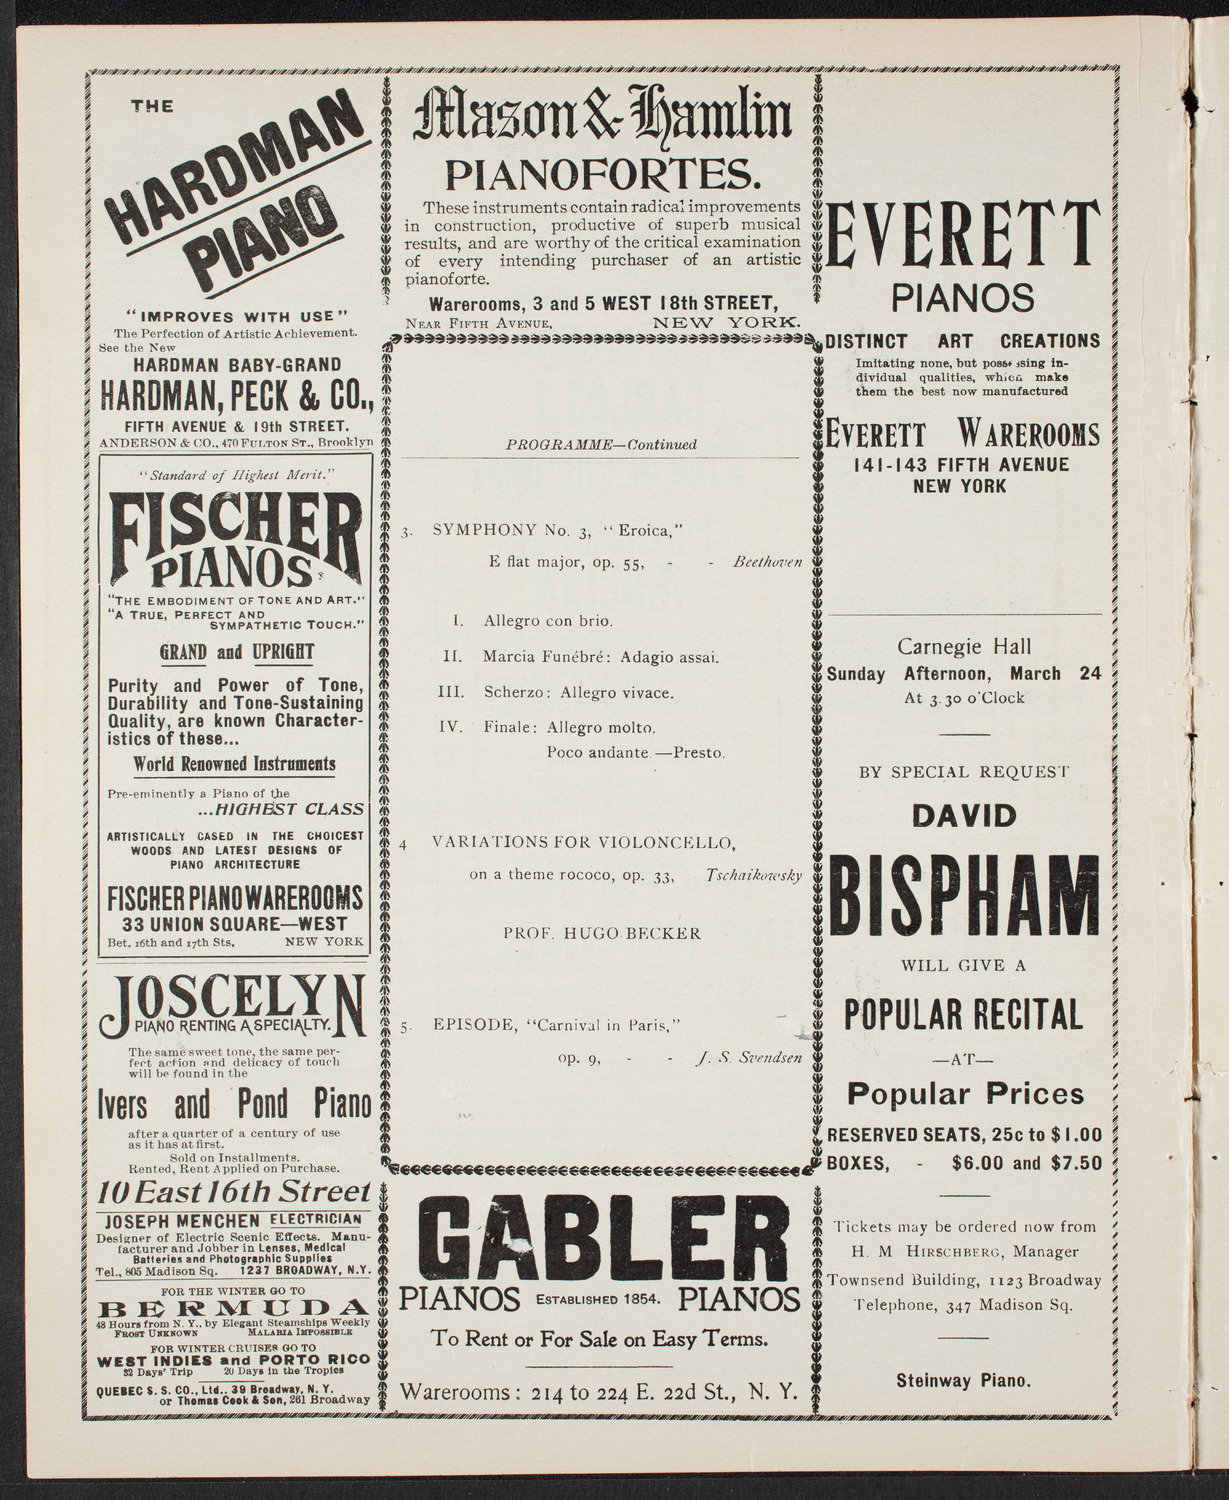 THE
HARDMAN
PIANO
"IMPROVES WITH USE"
The Perfection of Artistic Achievement.
See the New
HARDMAN BABY-GRAND
HARDMAN, PECK & CO.,
FIFTH AVENUE & 19th STREET.
ANDERSON & CO., 470 FULTON ST., Brooklyn
"Standard of Highest Merit."
FISCHER
PIANOS
"THE EMBODIMENT OF TONE AND ART."
"A TRUE, PERFECT AND
SYMPATHETIC TOUCH."
GRAND and UPRIGHT
Purity and Power of Tone,
Durability and Tone-Sustaining
Quality, are known Character-
istics of these...
World Renowned Instruments
Pre-eminently a Piano of the
...HIGHEST CLASS
ARTISTICALLY CASED IN THE CHOICEST
WOODS AND LATEST DESIGNS OF
PIANO ARCHITECTURE
FISCHER PIANO WAREROOMS
33 UNION SQUARE—WEST
Bet. 16th and 17th Sts. NEW YORK
JOSCELYN
PIANO RENTING A SPECIALTY.
The same sweet tone, the same per-
fect action and delicacy of touch
will be found in the
Ivers and Pond Piano
after a quarter of a century of use
as it has at first.
Sold on Installments.
Rented, Rent Applied on Purchase.
10 East 16th Street
JOSEPH MENCHEN ELECTRICIAN
Designer of Electric Scenic Effects. Manu-
facturer and Jobber in Lenses, Medical
Batteries and Photographic Supplies
Tel., 805 Madison Sq. 1237 BROADWAY, N.Y.
FOR THE WINTER GO TO
BERMUDA
48 Hours from N. Y., by Elegant Steamships Weekly
FROST UNKNOWN MALARIA IMPOSSIBLE
FOR WINTER CRUISES GO TO
WEST INDIES and PORTO RICO
32 Days' Trip 20 Days in the Tropics
QUEBEC S. S. CO., Ltd., 39 Broadway, N. Y.
or Thomas Cook & Son, 261 Broadway
Mason & Hamlin
PIANOFORTES.
These instruments contain radical improvements
in construction, productive of superb musical
results, and are worthy of the critical examination
of every intending purchaser of an artistic
pianoforte.
Warerooms, 3 and 5 WEST 18th STREET,
NEAR FIFTH AVENUE, NEW YORK.
PROGRAMME—Continued
3. SYMPHONY No. 3, "Eroica,"
E flat major, op. 55, - - Beethoven
I. Allegro con brio.
II. Marcia Funébré: Adagio assai.
III. Scherzo: Allegro vivace.
IV. Finale: Allegro molto.
Poco andante.—Presto.
4 VARIATIONS FOR VIOLONCELLO,
on a theme rococo, op. 33, Tschaikowsky
PROF. HUGO BECKER
5. EPISODE, "Carnival in Paris,"
op. 9, - - J. S. Svendsen
GABLER
PIANOS ESTABLISHED 1854. PIANOS
To Rent or For Sale on Easy Terms.
Warerooms: 214 to 224 E. 22d St., N. Y.
EVERETT
PIANOS
DISTINCT ART CREATIONS
Imitating none, but possessing in-
dividual qualities, which make
them the best now manufactured
EVERETT WAREROOMS
141-143 FIFTH AVENUE
NEW YORK
Carnegie Hall
Sunday Afternoon, March 24
At 3.30 o'Clock
BY SPECIAL REQUEST
DAVID
BISPHAM
WILL GIVE A
POPULAR RECITAL
—AT—
Popular Prices
RESERVED SEATS, 25c to $1.00
BOXES, - $6.00 and $7.50
Tickets may be ordered now from
H. M HIRSCHBERG, Manager
Townsend Building, 1123 Broadway
Telephone, 347 Madison Sq.
Steinway Piano.